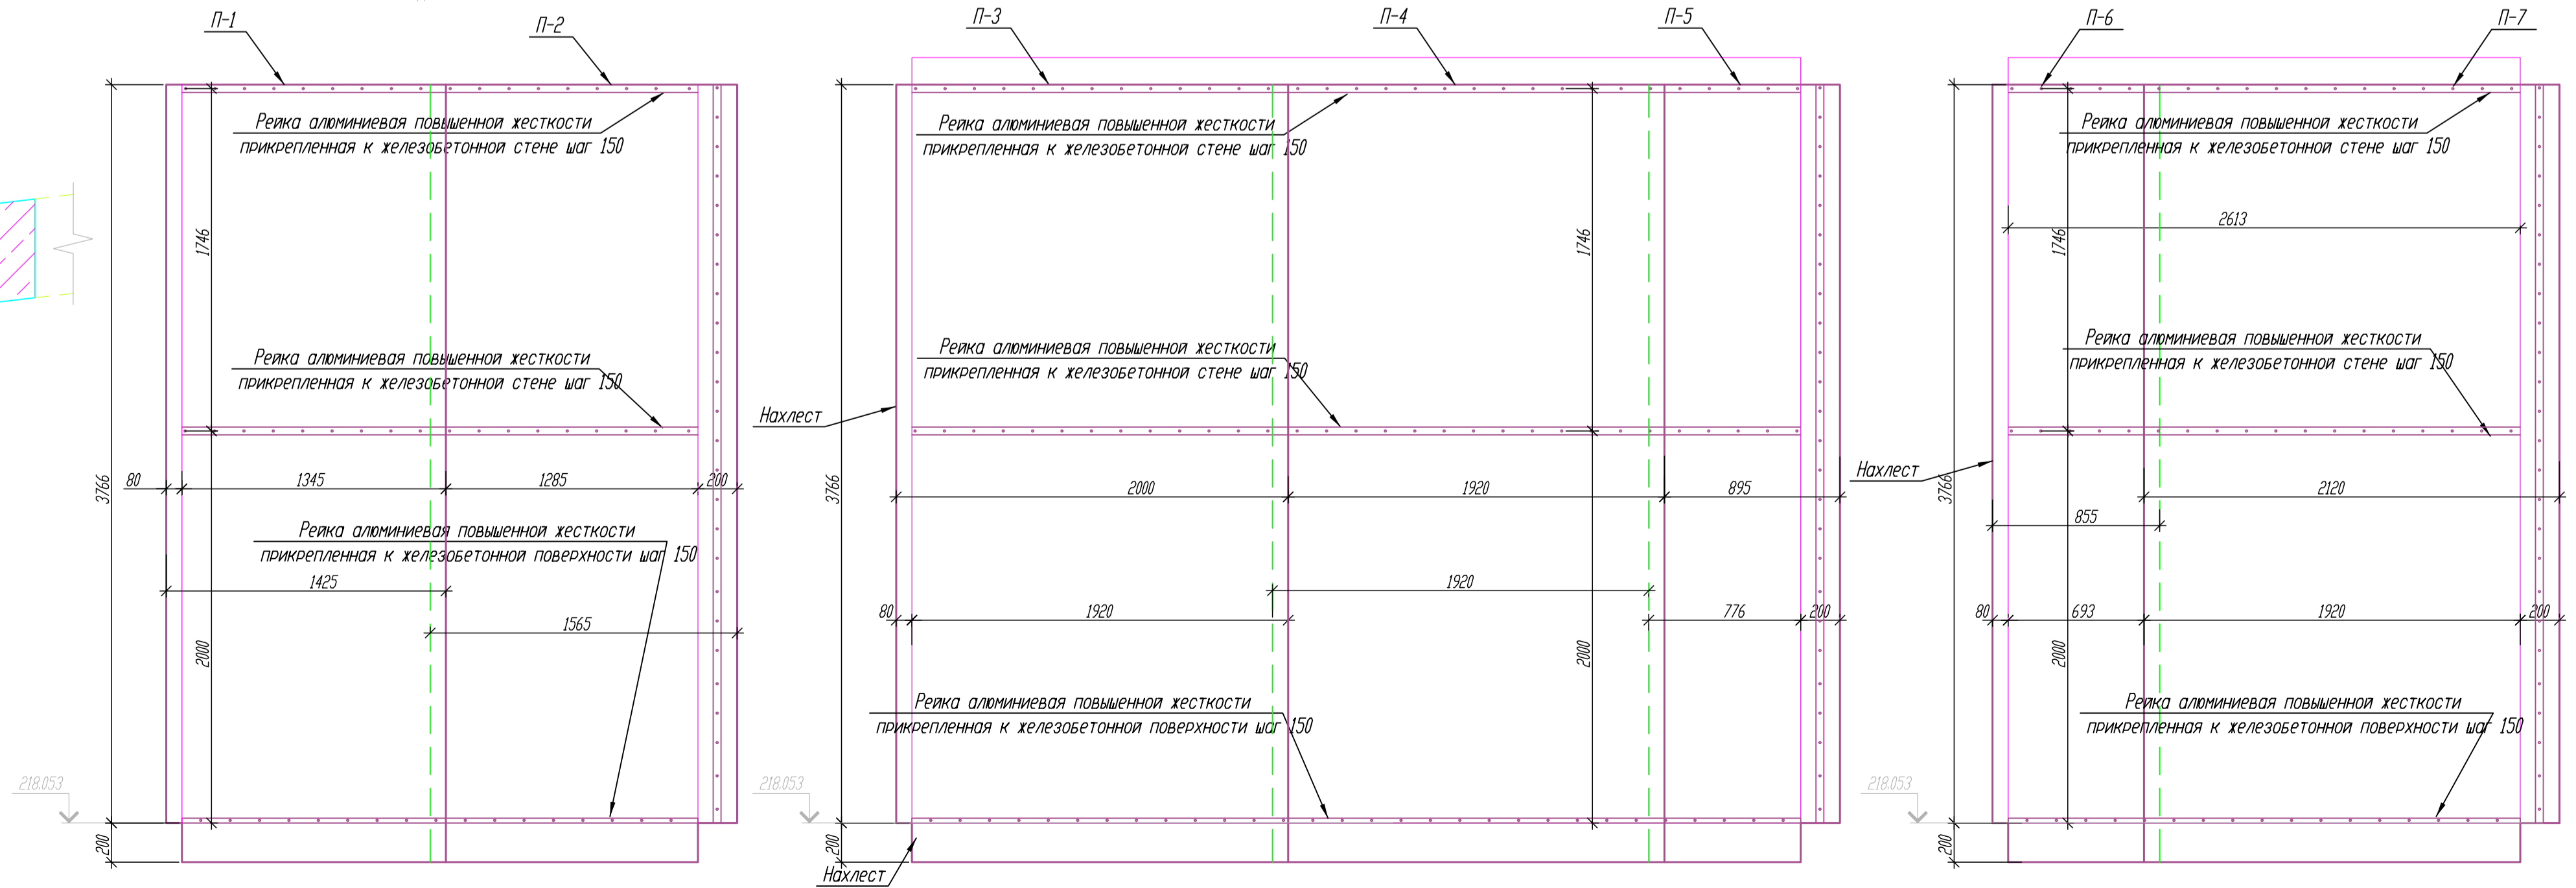 П-1
П-2
Рейка алюминиевая повышенной жесткости
прикрепленная к железобетонной стене шаг 150
1746
Рейка алюминиевая повышенной жесткости
прикрепленная к железобетонной стене шаг 150
3766
80
1345
1285
200
Рейка алюминиевая повышенной жесткости
прикрепленная к железобетонной поверхности шаг 150
1425
1565
2000
218.053
200
П-3
П-4
П-5
Рейка алюминиевая повышенной жесткости
прикрепленная к железобетонной стене шаг 150
1746
Рейка алюминиевая повышенной жесткости
прикрепленная к железобетонной стене шаг 150
Нахлест
3766
2000
1920
895
1920
80
1920
776
200
2000
Рейка алюминиевая повышенной жесткости
прикрепленная к железобетонной поверхности шаг 150
218.053
200
Нахлест
П-6
П-7
Рейка алюминиевая повышенной жесткости
прикрепленная к железобетонной стене шаг 150
2613
1746
Рейка алюминиевая повышенной жесткости
прикрепленная к железобетонной стене шаг 150
Нахлест
3766
2120
855
80
693
1920
200
2000
Рейка алюминиевая повышенной жесткости
прикрепленная к железобетонной поверхности шаг 150
218.053
200